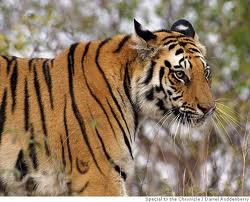 Special to the Chronicle / Daniel Roddenberry